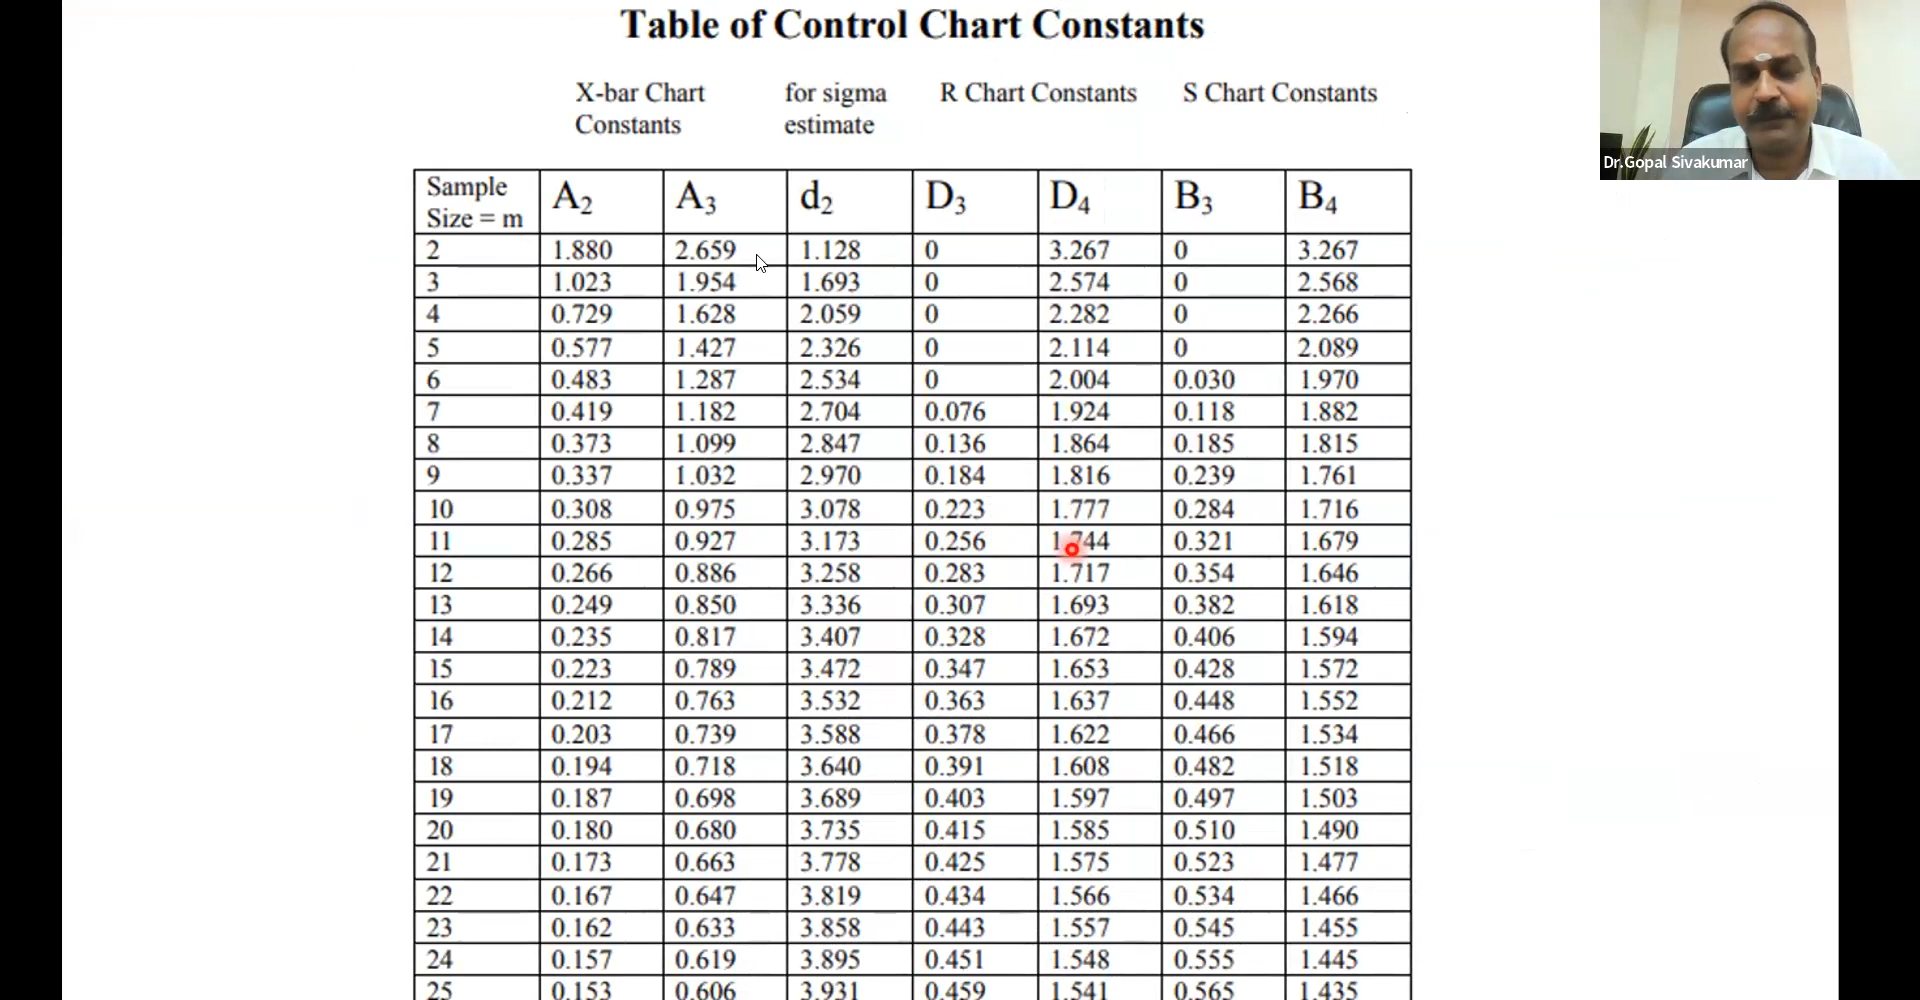 Table of Control Chart Constants
X-bar Chart Constants for sigma estimate R Chart Constants S Chart Constants
Dr.Gopal Sivakumar
Sample Size = m A2 A3 d2 D3 D4 B3 B4
2 1.880 2.659 1.128 0 3.267 0 3.267
3 1.023 1.954 1.693 0 2.574 0 2.568
4 0.729 1.628 2.059 0 2.282 0 2.266
5 0.577 1.427 2.326 0 2.114 0 2.089
6 0.483 1.287 2.534 0 2.004 0.030 1.970
7 0.419 1.182 2.704 0.076 1.924 0.118 1.882
8 0.373 1.099 2.847 0.136 1.864 0.185 1.815
9 0.337 1.032 2.970 0.184 1.816 0.239 1.761
10 0.308 0.975 3.078 0.223 1.777 0.284 1.716
11 0.285 0.927 3.173 0.256 1.744 0.321 1.679
12 0.266 0.886 3.258 0.283 1.717 0.354 1.646
13 0.249 0.850 3.336 0.307 1.693 0.382 1.618
14 0.235 0.817 3.407 0.328 1.672 0.406 1.594
15 0.223 0.789 3.472 0.347 1.653 0.428 1.572
16 0.212 0.763 3.532 0.363 1.637 0.448 1.552
17 0.203 0.739 3.588 0.378 1.622 0.466 1.534
18 0.194 0.718 3.640 0.391 1.608 0.482 1.518
19 0.187 0.698 3.689 0.403 1.597 0.497 1.503
20 0.180 0.680 3.735 0.415 1.585 0.510 1.490
21 0.173 0.663 3.778 0.425 1.575 0.523 1.477
22 0.167 0.647 3.819 0.434 1.566 0.534 1.466
23 0.162 0.633 3.858 0.443 1.557 0.545 1.455
24 0.157 0.619 3.895 0.451 1.548 0.555 1.445
25 0.153 0.606 3.931 0.459 1.541 0.565 1.435